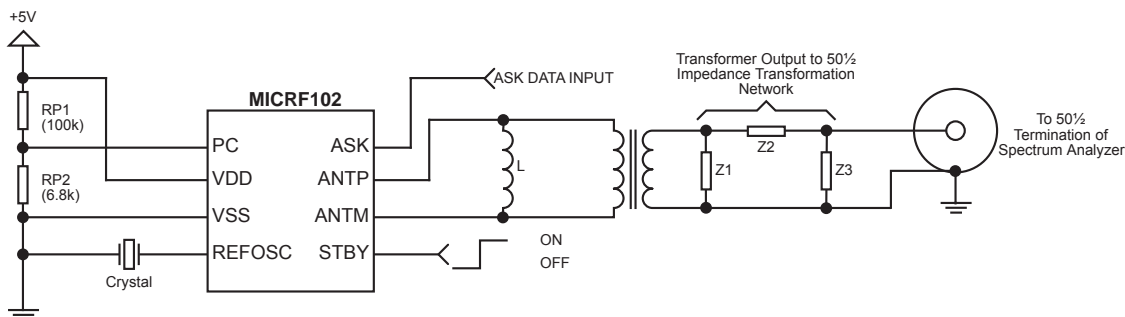 +5V
RP1
(100k)
RP2
(6.8k)
Crystal
MICRF102
PC
VDD
VSS
REFOSC
ASK
ANTP
ANTM
STBY
ASK DATA INPUT
L
ON
OFF
Transformer Output to 50½
Impedance Transformation
Network
Z1
Z2
Z3
To 50½
Termination of
Spectrum Analyzer